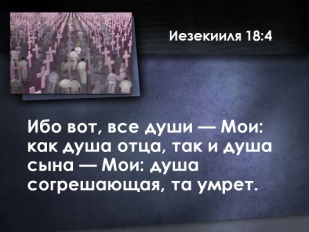 Иезекииля 18:4
Ибо вот, все души — Мои:
как душа отца, так и душа
сына — Мои: душа
согрешающая, та умрет.